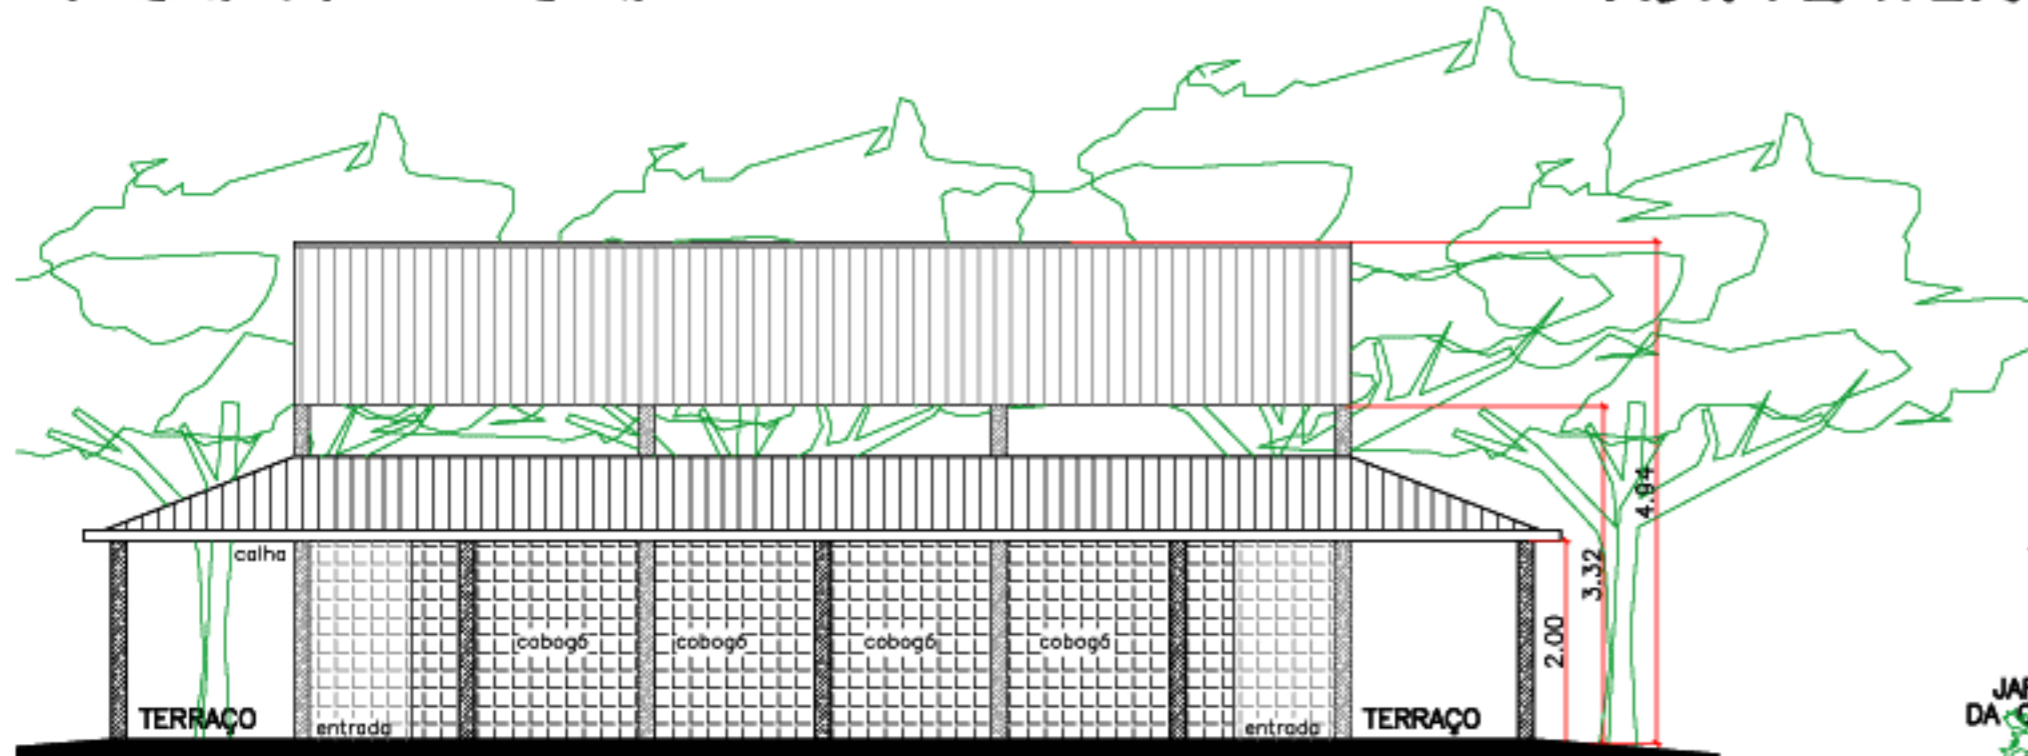 calha
cobogó cobogó cobogó cobogó
TERRAÇO entrada entrada TERRAÇO
2.00
3.32
4.94